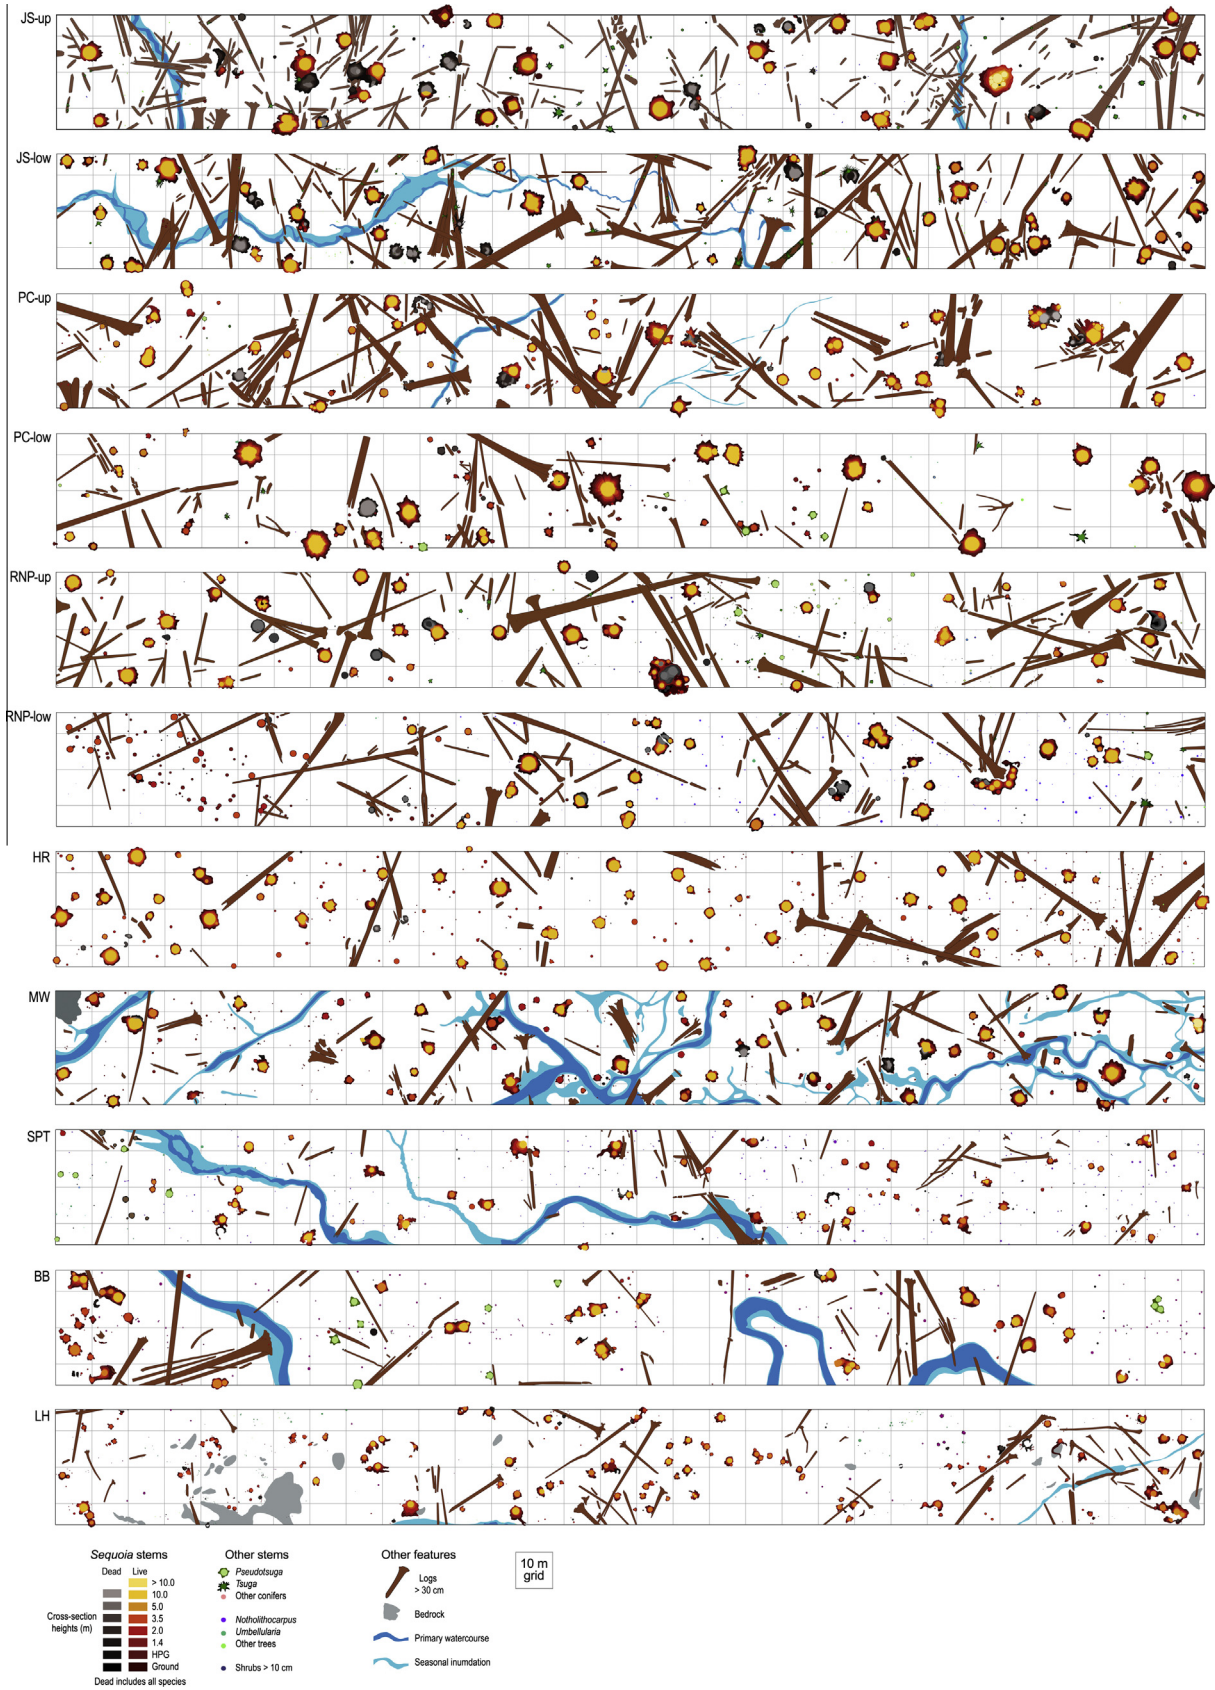 JS-up
JS-low
PC-up
PC-low
RNP-up
RNP-low
HR
MW
SPT
BB
LH
Sequoia stems
Dead Live
> 10.0
10.0
5.0
3.5
2.0
1.4
HPG
Ground
Cross-section
heights (m)
Dead includes all species
Other stems
Pseudotsuga
Tsuga
Other conifers
Notholithocarpus
Umbellularia
Other trees
Shrubs > 10 cm
Other features
Logs
> 30 cm
Bedrock
Primary watercourse
Seasonal inumdation
10 m
grid